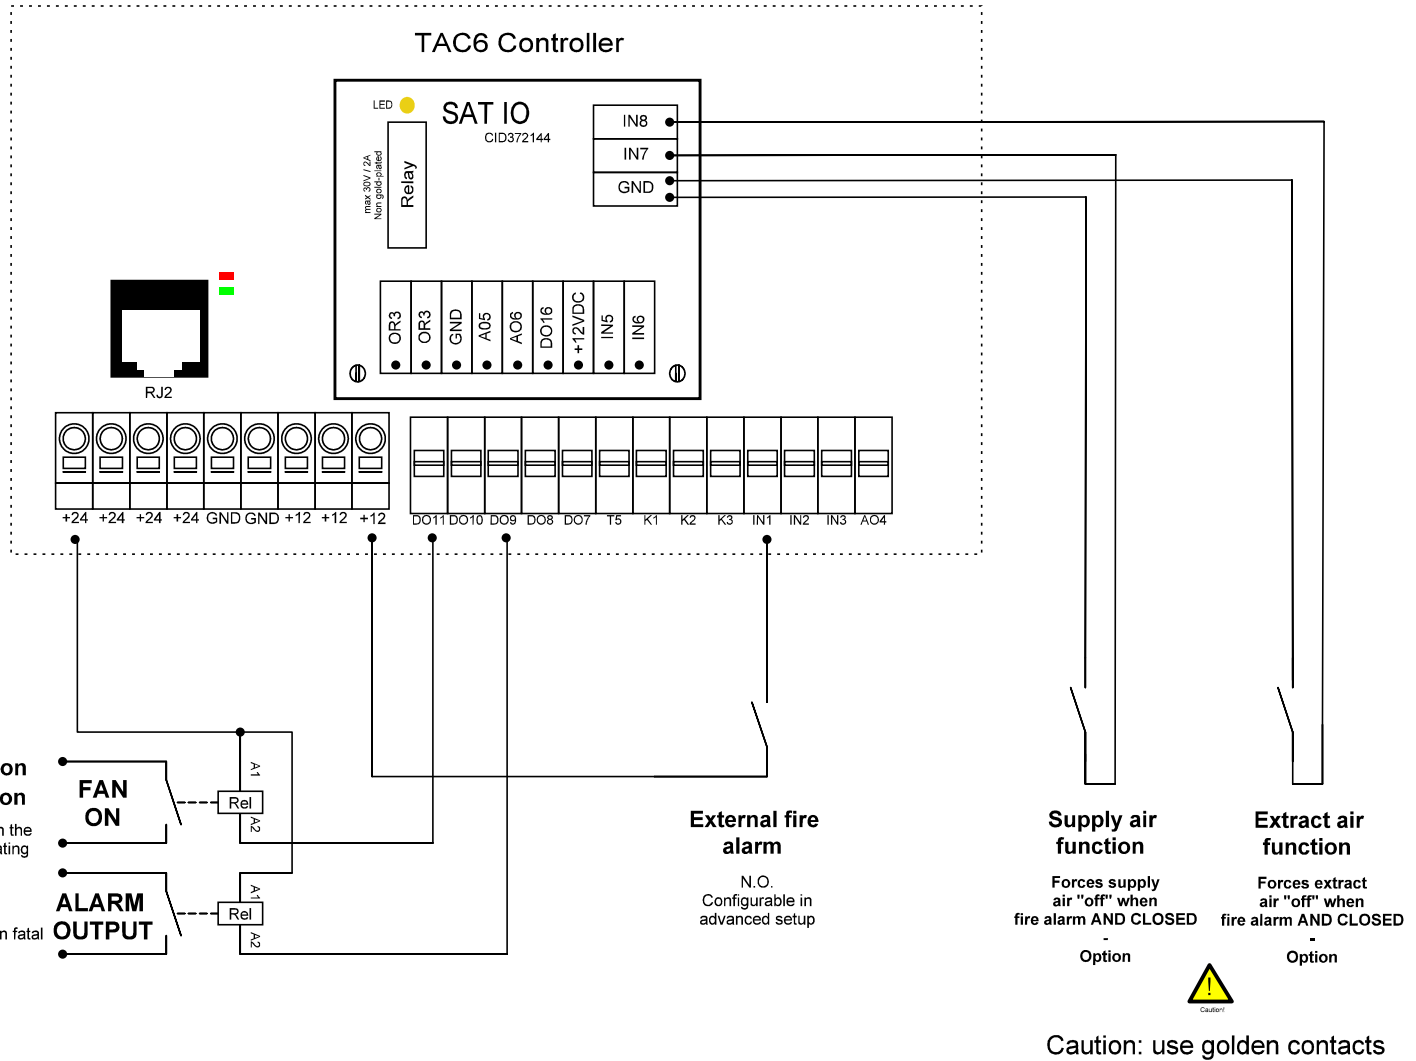 TAC6 Controller
LED
SAT IO
CID372144
max 30V / 2A
Non gold-plated
Relay
IN8
IN7
GND
OR3
OR3
GND
A05
AO6
DO16
+12VDC
IN5
IN6
RJ2
+24
+24
+24
+24
GND
GND
+12
+12
+12
DO11
DO10
DO9
DO8
DO7
T5
K1
K2
K3
IN1
IN2
IN3
AO4
on
on
n the
ating
FAN
ON
A1
Rel
A2
n fatal
ALARM
OUTPUT
A1
Rel
A2
External fire
alarm
N.O.
Configurable in
advanced setup
Supply air
function
Forces supply
air "off" when
fire alarm AND CLOSED
-
Option
Extract air
function
Forces extract
air "off" when
fire alarm AND CLOSED
-
Option
!
Caution!
Caution: use golden contacts